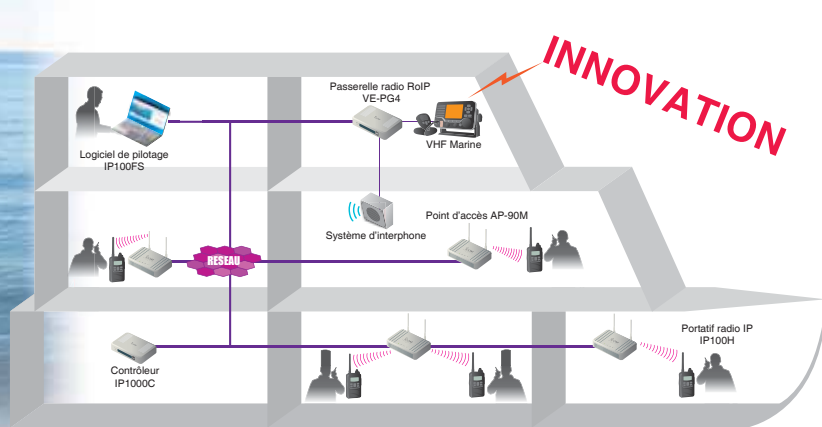 INNOVATION
Passerelle radio RoIP
VE-PG4
VHF Marine
Logiciel de pilotage
IP100FS
Système d'interphone
Point d'accès AP-90M
RÉSEAU
Portatif radio IP
IP100H
Contrôleur
IP1000C